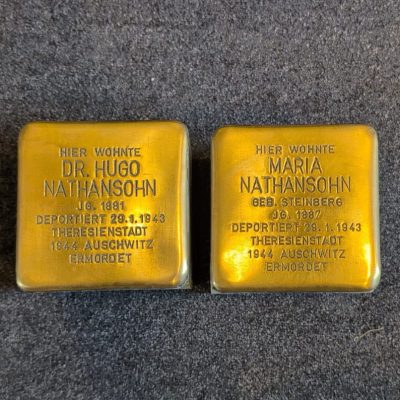 HIER WOHNTE
DR. HUGO
NATHANSOHN
JG. 1881
DEPORTIERT 29.1.1943
THERESIENSTADT
1944 AUSCHWITZ
ERMORDET
HIER WOHNTE
MARIA
NATHANSOHN
GEB. STEINBERG
JG. 1887
DEPORTIERT 29.1.1943
THERESIENSTADT
1944 AUSCHWITZ
ERMORDET